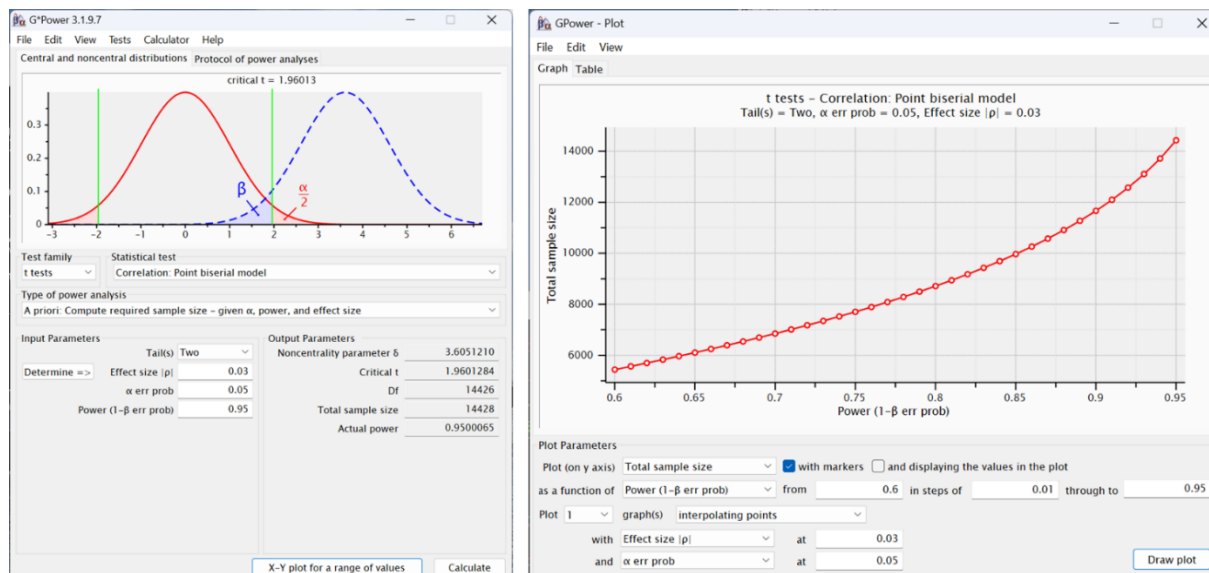 G*Power 3.1.9.7
File Edit View Tests Calculator Help
Central and noncentral distributions Protocol of power analyses
critical t = 1.96013
0.3
0.2
0.1
0
β
α
2
-3 -2 -1 0 1 2 3 4 5 6
Test family Statistical test
t tests Correlation: Point biserial model
Type of power analysis
A priori: Compute required sample size - given α, power, and effect size
Input Parameters Output Parameters
Tail(s) Two Noncentrality parameter δ 3.6051210
Determine => Effect size |ρ| 0.03 Critical t 1.9601284
α err prob 0.05 Df 14426
Power (1-β err prob) 0.95 Total sample size 14428
Actual power 0.9500065
X-Y plot for a range of values Calculate
GPower - Plot
File Edit View
Graph Table
t tests - Correlation: Point biserial model
Tail(s) = Two, α err prob = 0.05, Effect size |ρ| = 0.03
Total sample size
14000
12000
10000
8000
6000
0.6 0.65 0.7 0.75 0.8 0.85 0.9 0.95
Power (1-β err prob)
Plot Parameters
Plot (on y axis) Total sample size with markers and displaying the values in the plot
as a function of Power (1-β err prob) from 0.6 in steps of 0.01 through to 0.95
Plot 1 graph(s) interpolating points
with Effect size |ρ| at 0.03
and α err prob at 0.05
Draw plot